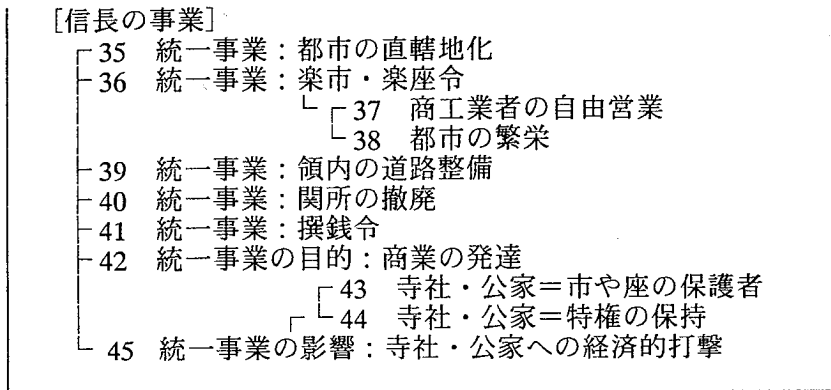 [信長の事業]
35 統一事業：都市の直轄地化
36 統一事業：楽市・楽座令
37 商工業者の自由営業
38 都市の繁栄
39 統一事業：領内の道路整備
40 統一事業：関所の撤廃
41 統一事業：撰銭令
42 統一事業の目的：商業の発達
43 寺社・公家＝市や座の保護者
44 寺社・公家＝特権の保持
45 統一事業の影響：寺社・公家への経済的打撃